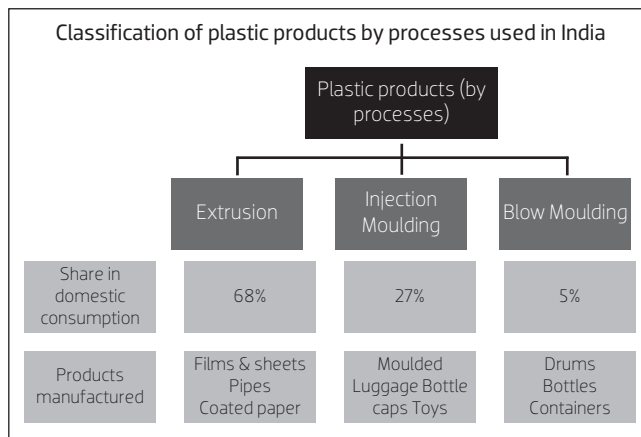 Classification of plastic products by processes used in India
Plastic products (by
processes)
Extrusion
Injection
Moulding
Blow Moulding
Share in
domestic
consumption
68%
27%
5%
Products
manufactured
Films & sheets
Pipes
Coated paper
Moulded
Luggage Bottle
caps Toys
Drums
Bottles
Containers